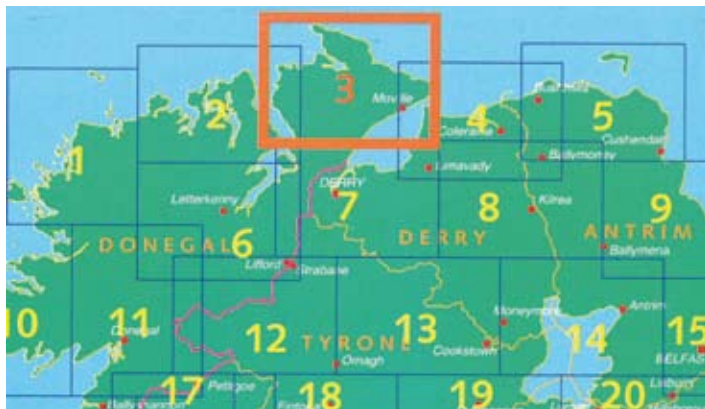 3
2
Moville
4
5
Bushmills
1
Coleraine
Cushendall
Limavady
Ballymoney
Letterkenny
DERRY
7
8
Kilrea
9
6
DONEGAL
DERRY
ANTRIM
Ballymena
Lifford
Strabane
10
11
Donegal
12
TYRONE
13
Moneymore
14
Antrim
15
Cookstown
Omagh
BELFAS
17
Pettigoe
18
19
20
Lisburn